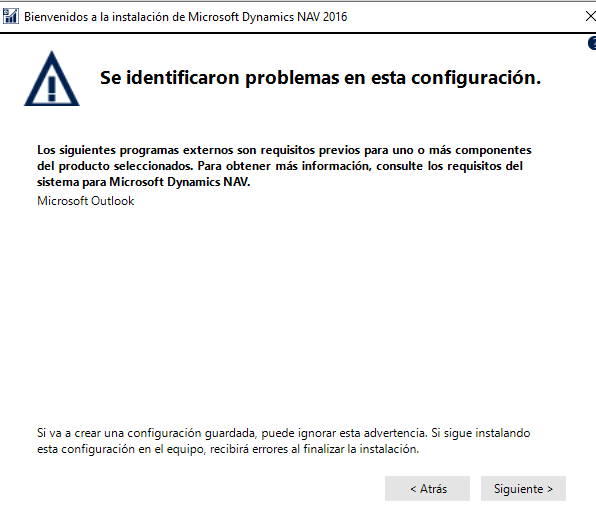 Bienvenidos a la instalación de Microsoft Dynamics NAV 2016
Se identificaron problemas en esta configuración.
Los siguientes programas externos son requisitos previos para uno o más componentes
del producto seleccionados. Para obtener más información, consulte los requisitos del
sistema para Microsoft Dynamics NAV.
Microsoft Outlook
Si va a crear una configuración guardada, puede ignorar esta advertencia. Si sigue instalando
esta configuración en el equipo, recibirá errores al finalizar la instalación.
< Atrás
Siguiente >